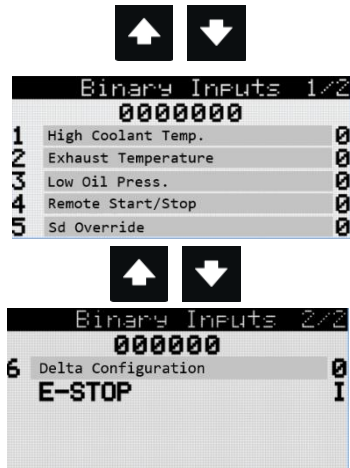 Binary Inputs 1/2
0000000
1 High Coolant Temp. 0
2 Exhaust Temperature 0
3 Low Oil Press. 0
4 Remote Start/Stop 0
5 Sd Override 0
Binary Inputs 2/2
000000
6 Delta Configuration 0
E-STOP I